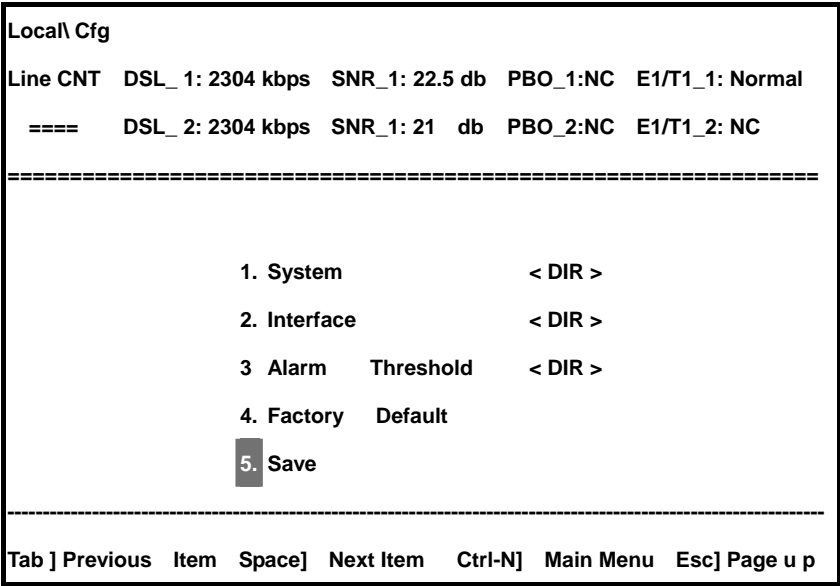 Local\ Cfg
Line CNT DSL_ 1: 2304 kbps SNR_1: 22.5 db PBO_1:NC E1/T1_1: Normal
==== DSL_ 2: 2304 kbps SNR_1: 21 db PBO_2:NC E1/T1_2: NC
=================================================================
1. System < DIR >
2. Interface < DIR >
3 Alarm Threshold < DIR >
4. Factory Default
5. Save
---------------------------------------------------------------------------------------------------------------------
Tab ] Previous Item Space] Next Item Ctrl-N] Main Menu Esc] Page u p